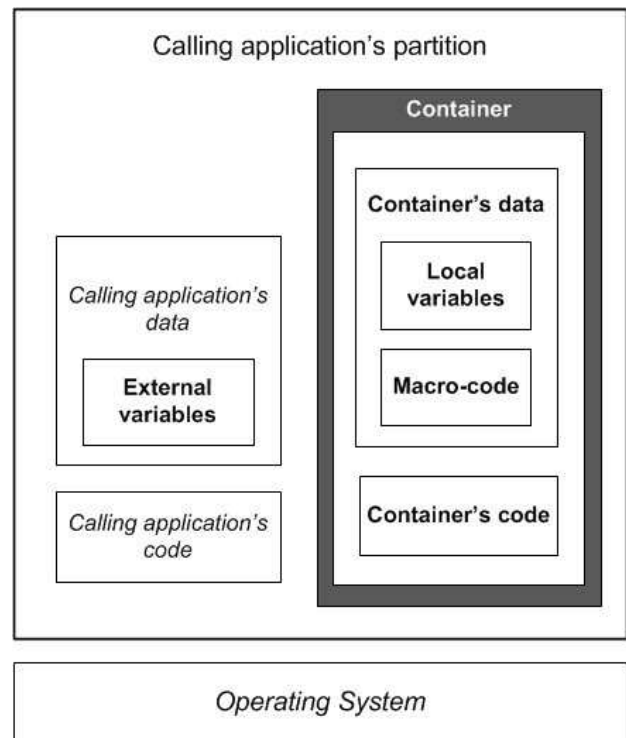 Calling application's partition
Container
Container's data
Local
variables
Macro-code
Container's code
Calling application's
data
External
variables
Calling application's
code
Operating System